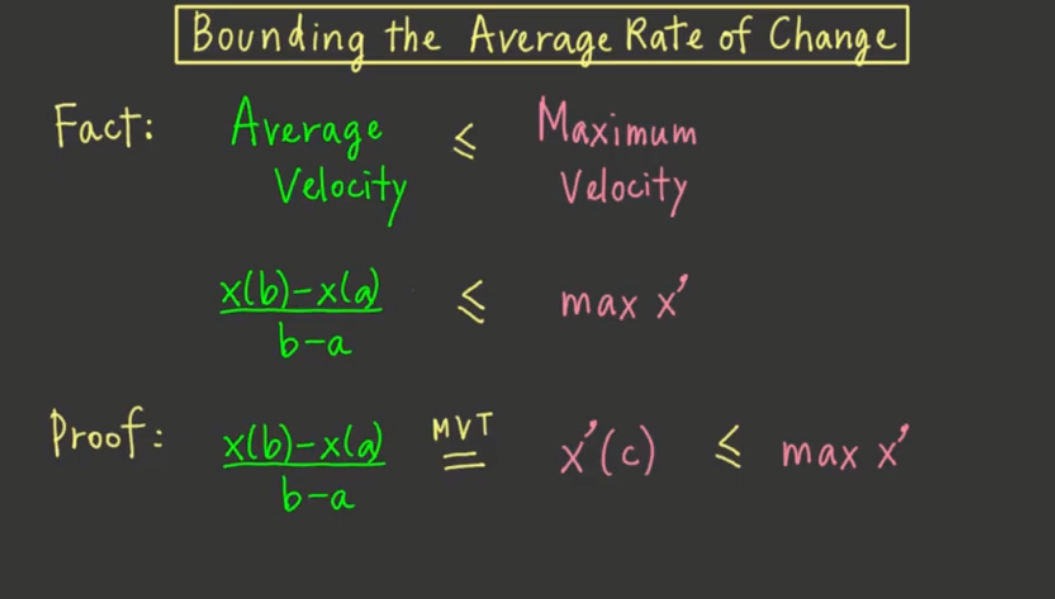 Bounding the Average Rate of Change
Fact: Average Velocity ≤ Maximum Velocity
x(b)-x(a) / b-a ≤ max x'
Proof: x(b)-x(a) / b-a MVT = x'(c) ≤ max x'